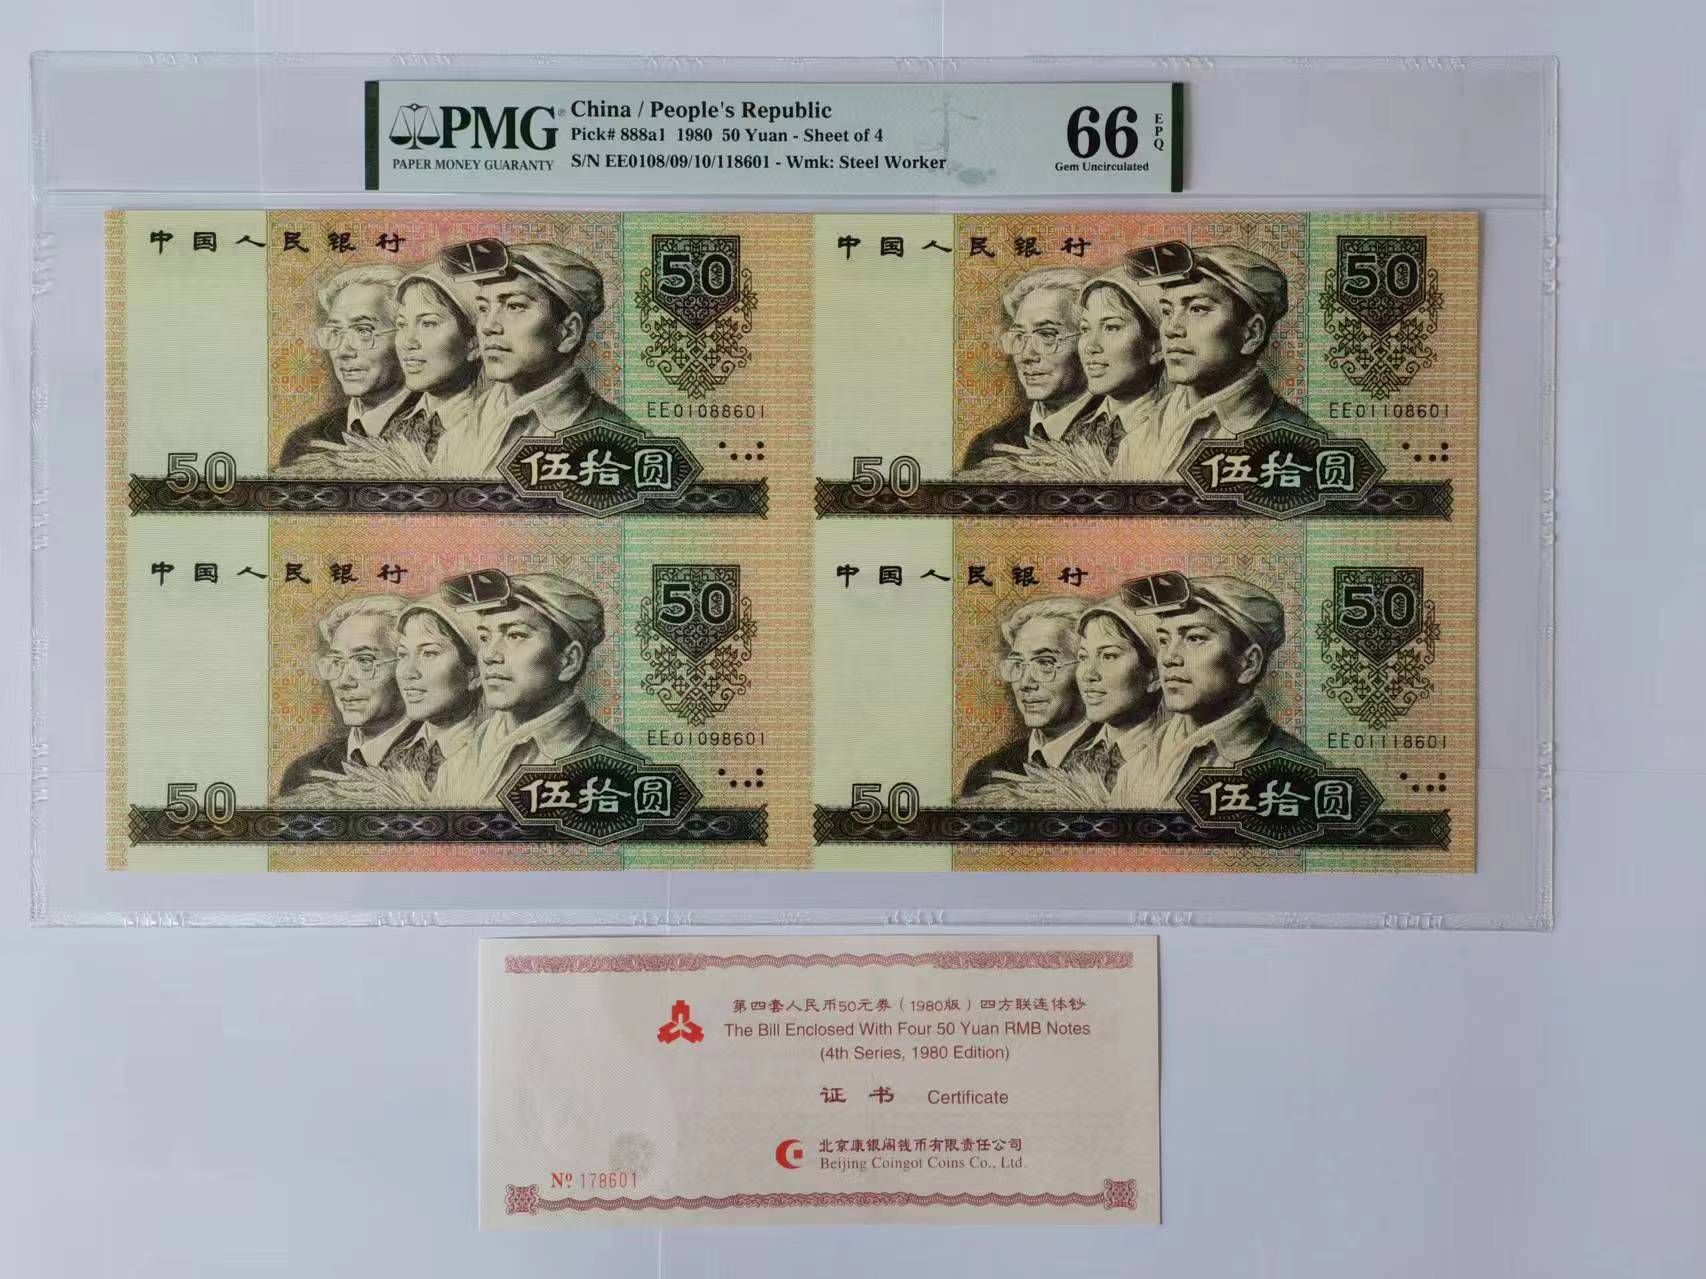 PMG
®
PAPER MONEY GUARANTY
China / People's Republic
Pick# 888a1 1980 50 Yuan - Sheet of 4
S/N EE0108/09/10/118601 - Wmk: Steel Worker
66
EPQ
Gem Uncirculated
中国人民银行
50
EE01088601
50
伍拾圆
中国人民银行
50
EE01108601
50
伍拾圆
中国人民银行
50
EE01098601
50
伍拾圆
中国人民银行
50
EE01118601
50
伍拾圆
第四套人民币50元券（1980版）四方联连体钞
The Bill Enclosed With Four 50 Yuan RMB Notes
(4th Series, 1980 Edition)
证书 Certificate
北京康银阁钱币有限责任公司
Beijing Coingot Coins Co., Ltd.
Nº 178601